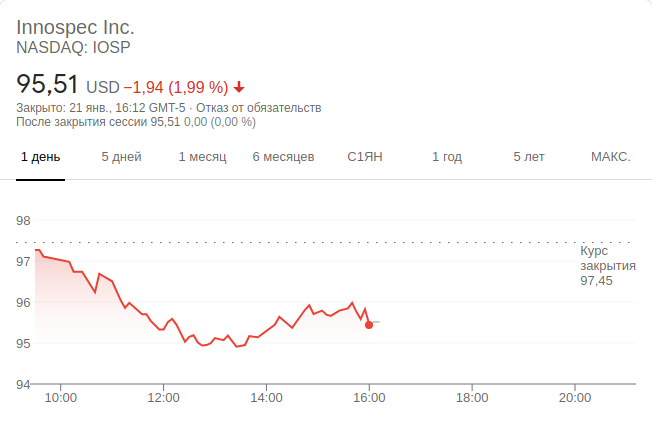 Innospec Inc.
NASDAQ: IOSP
95,51 USD −1,94 (1,99 %)
Закрыто: 21 янв., 16:12 GMT-5 · Отказ от обязательств
После закрытия сессии 95,51 0,00 (0,00 %)
1 день 5 дней 1 месяц 6 месяцев С1ЯН 1 год 5 лет МАКС.
98
Курс
97 закрытия
97,45
96
95
94
10:00 12:00 14:00 16:00 18:00 20:00